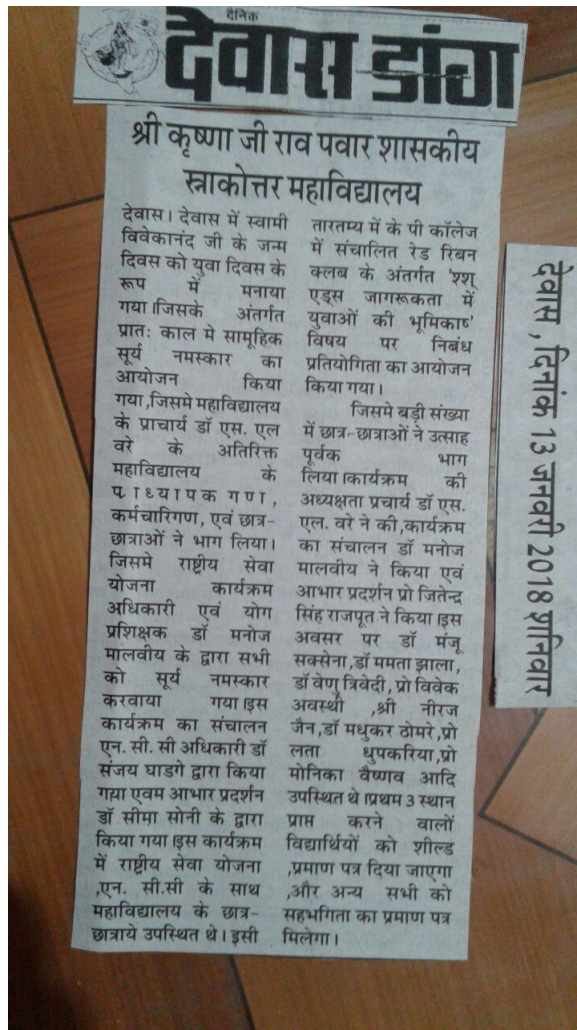 दैनिक
देवास डांग
श्री कृष्णा जी राव पवार शासकीय
स्नाकोत्तर महाविद्यालय
देवास। देवास में स्वामी
विवेकानंद जी के जन्म
दिवस को युवा दिवस के
रूप में मनाया
गया।जिसके अंतर्गत
प्रातः काल मे सामूहिक
सूर्य नमस्कार का
आयोजन किया
गया,जिसमे महाविद्यालय
के प्राचार्य डॉ एस. एल
वरे के अतिरिक्त
महाविद्यालय के
प्राध्यापक गण,
कर्मचारिगण, एवं छात्र-
छात्राओं ने भाग लिया।
जिसमे राष्ट्रीय सेवा
योजना कार्यक्रम
अधिकारी एवं योग
प्रशिक्षक डॉ मनोज
मालवीय के द्वारा सभी
को सूर्य नमस्कार
करवाया गया।इस
कार्यक्रम का संचालन
एन. सी. सी अधिकारी डॉ
संजय घाडगे द्वारा किया
गया एवम आभार प्रदर्शन
डॉ सीमा सोनी के द्वारा
किया गया।इस कार्यक्रम
में राष्ट्रीय सेवा योजना
,एन. सी.सी के साथ
महाविद्यालय के छात्र-
छात्राये उपस्थित थे। इसी
तारतम्य में के पी कॉलेज
में संचालित रेड रिबन
क्लब के अंतर्गत 'श्श्
एड्स जागरूकता में
युवाओं की भूमिकाष्'
विषय पर निबंध
प्रतियोगिता का आयोजन
किया गया।
जिसमे बड़ी संख्या
में छात्र-छात्राओं ने उत्साह
पूर्वक भाग
लिया।कार्यक्रम की
अध्यक्षता प्रचार्य डॉ एस.
एल. वरे ने की,कार्यक्रम
का संचालन डॉ मनोज
मालवीय ने किया एवं
आभार प्रदर्शन प्रो जितेन्द्र
सिंह राजपूत ने किया।इस
अवसर पर डॉ मंजू
सक्सेना,डॉ ममता झाला,
डॉ वेणु त्रिवेदी, प्रो विवेक
अवस्थी ,श्री नीरज
जैन,डॉ मधुकर ठोमरे,प्रो
लता धुपकरिया,प्रो
मोनिका वैष्णव आदि
उपस्थित थे।प्रथम 3 स्थान
प्राप्त करने वालों
विद्यार्थियों को शील्ड
,प्रमाण पत्र दिया जाएगा
,और अन्य सभी को
सहभगिता का प्रमाण पत्र
मिलेगा।
देवास , दिनांक 13 जनवरी 2018 शनिवार